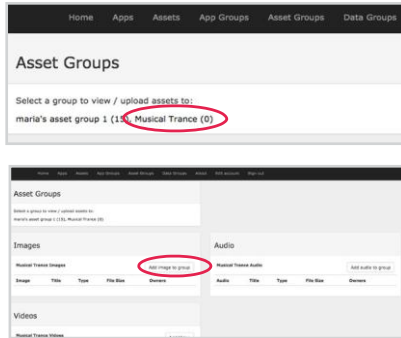 Home Apps Assets App Groups Asset Groups Data Groups
Asset Groups
Select a group to view / upload assets to:
maria's asset group 1 (15), Musical Trance (0)
Home Apps Assets App Groups Asset Groups Data Groups About Edit account Sign out
Asset Groups
Select a group to view / upload assets to:
maria's asset group 1 (15), Musical Trance (0)
Images
Musical Trance Images
Add image to group
Image Title Type File Size Owners
Audio
Musical Trance Audio
Add audio to group
Audio Title Type File Size Owners
Videos
Musical Trance Videos